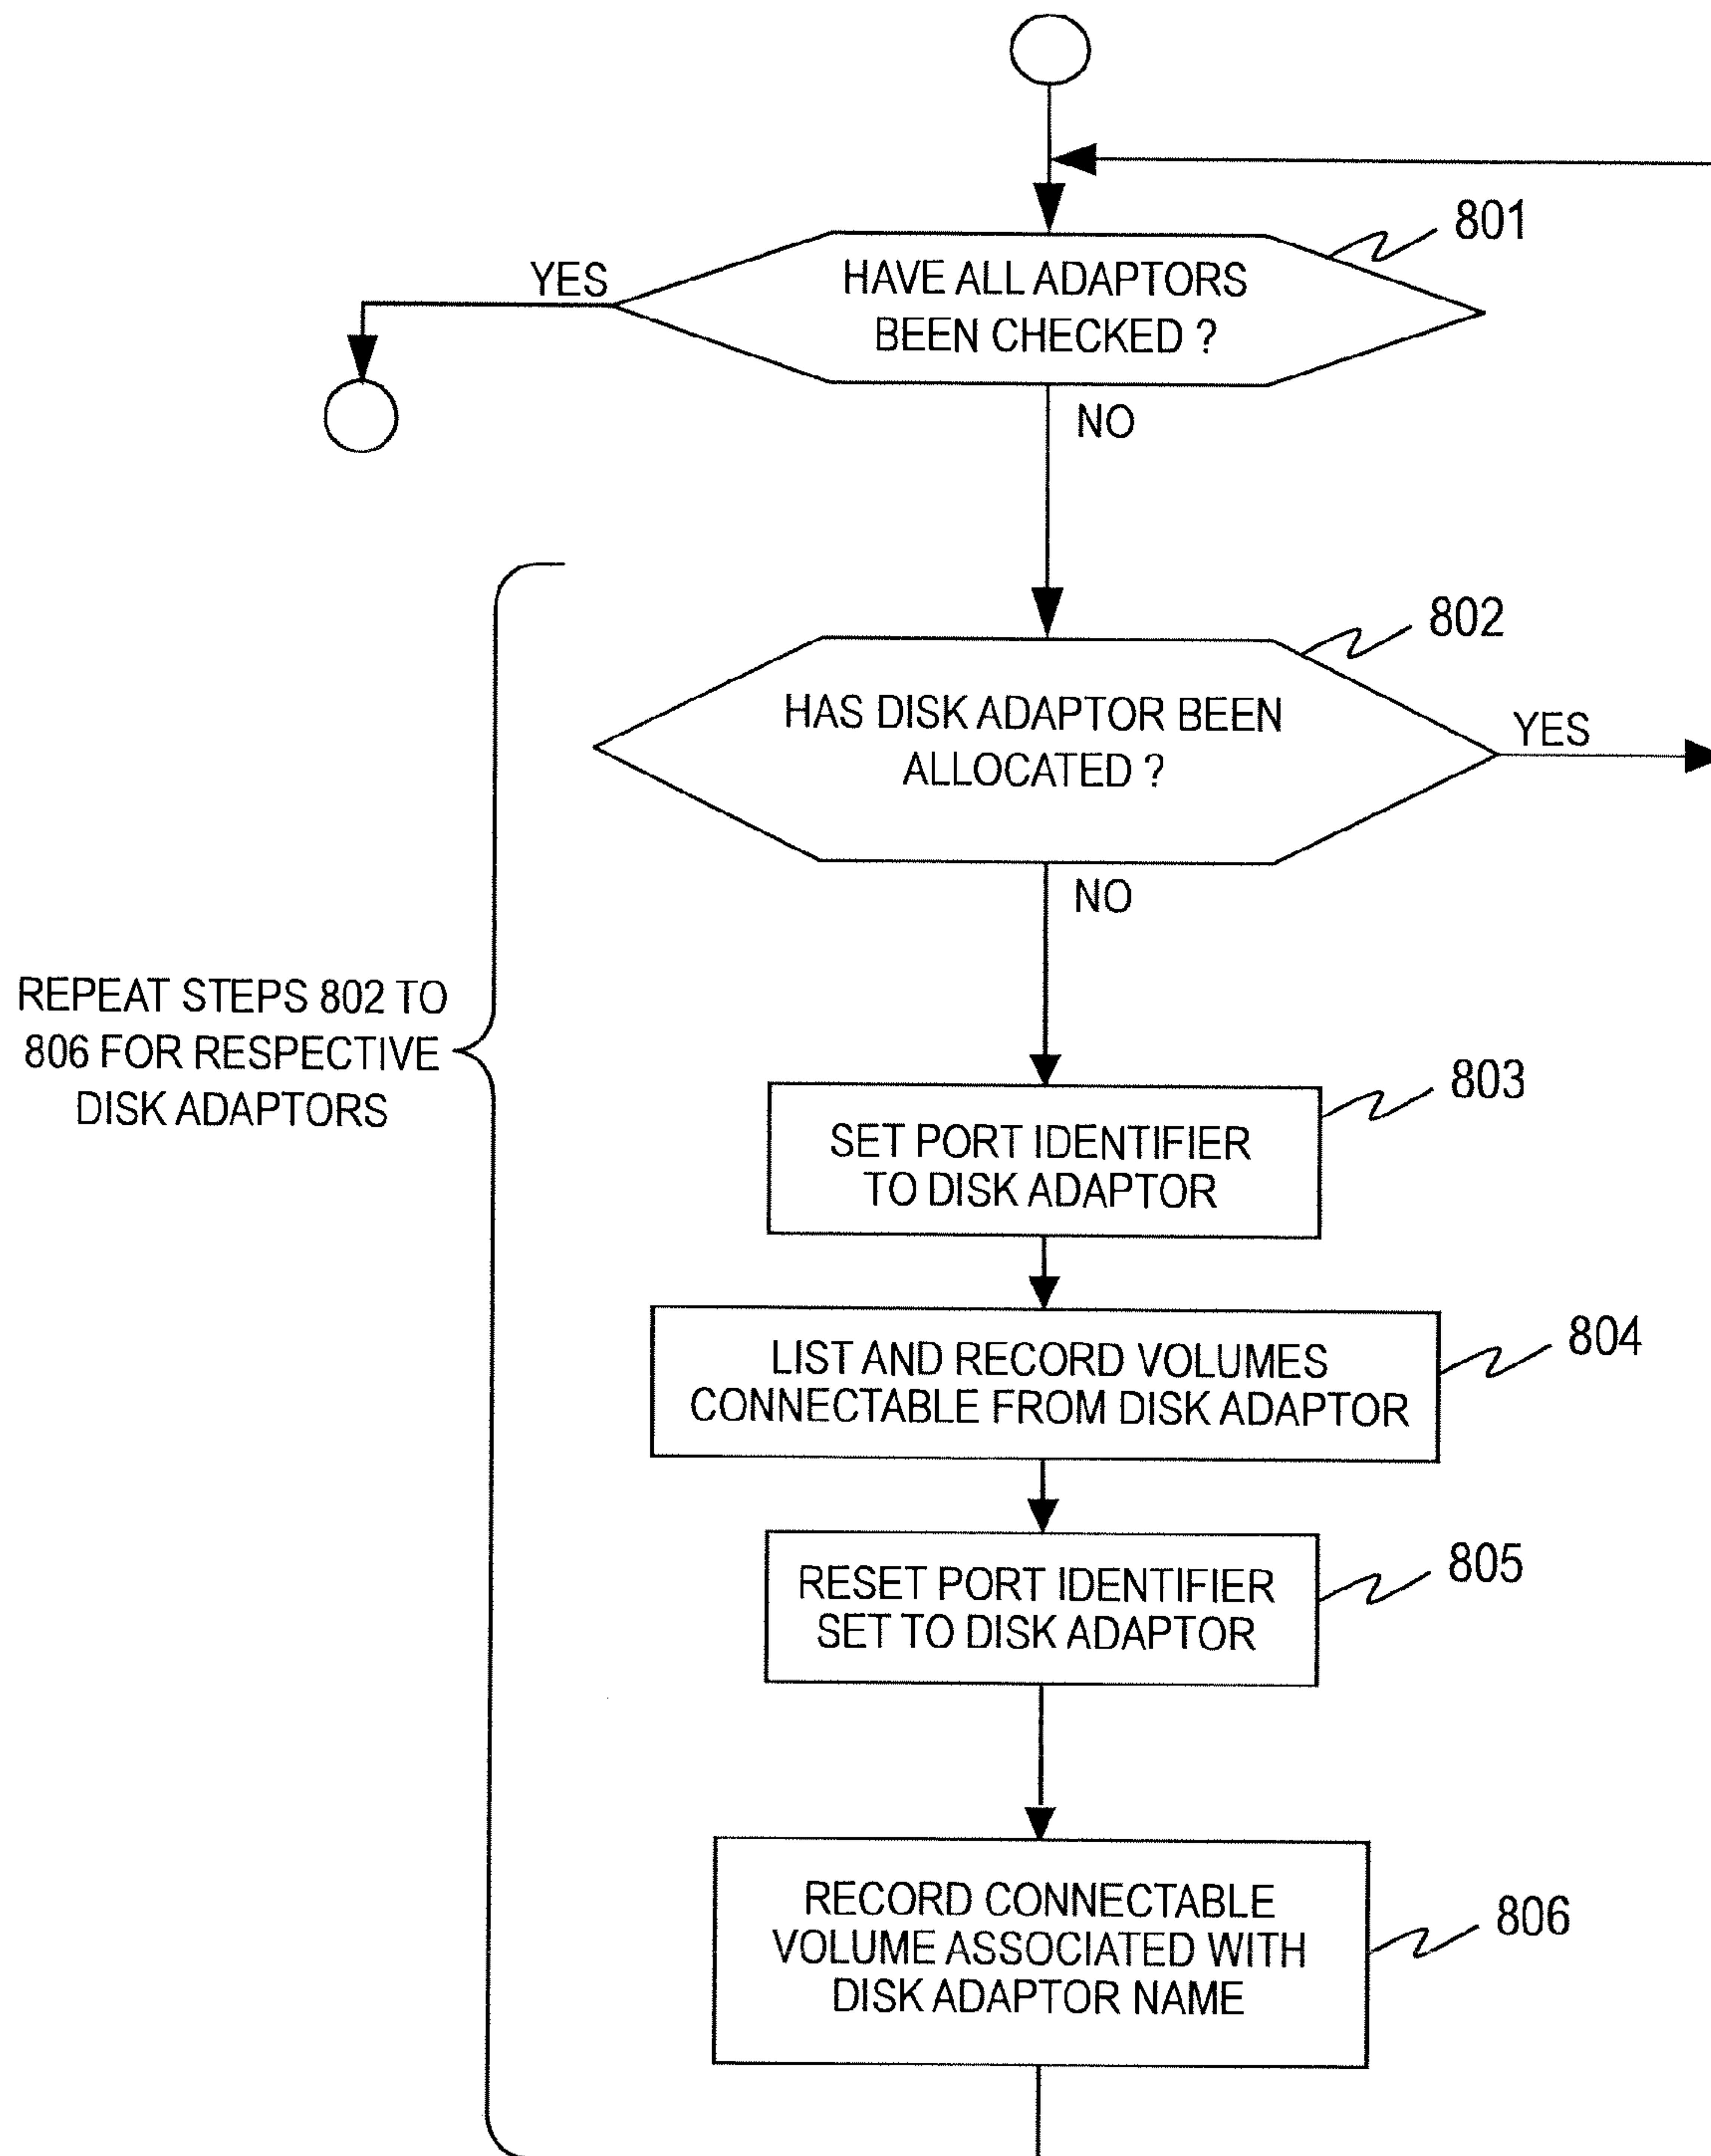 801
YES
HAVE ALL ADAPTORS
BEEN CHECKED ?
NO
802
HAS DISK ADAPTOR BEEN
ALLOCATED ?
YES
NO
REPEAT STEPS 802 TO
806 FOR RESPECTIVE
DISK ADAPTORS
803
SET PORT IDENTIFIER
TO DISK ADAPTOR
804
LIST AND RECORD VOLUMES
CONNECTABLE FROM DISK ADAPTOR
805
RESET PORT IDENTIFIER
SET TO DISK ADAPTOR
806
RECORD CONNECTABLE
VOLUME ASSOCIATED WITH
DISK ADAPTOR NAME